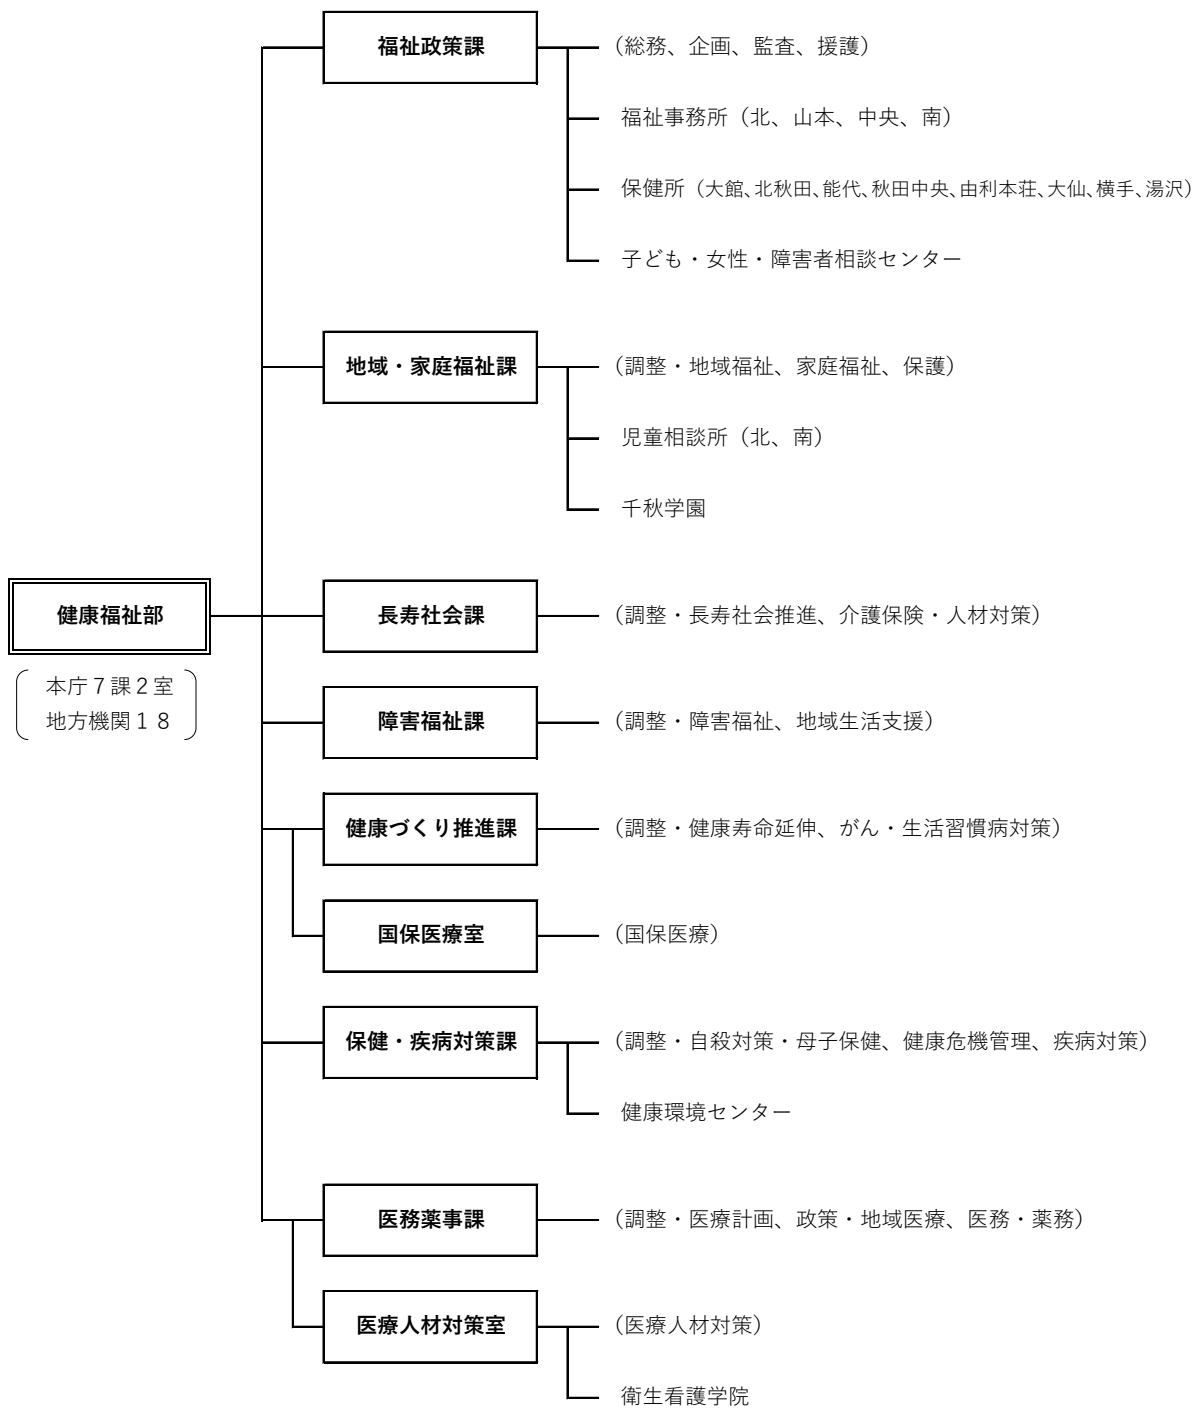 福祉政策課
（総務、企画、監査、援護）
福祉事務所（北、山本、中央、南）
保健所（大館、北秋田、能代、秋田中央、由利本荘、大仙、横手、湯沢）
子ども・女性・障害者相談センター
地域・家庭福祉課
（調整・地域福祉、家庭福祉、保護）
児童相談所（北、南）
千秋学園
健康福祉部
本庁７課２室
地方機関１８
長寿社会課
（調整・長寿社会推進、介護保険・人材対策）
障害福祉課
（調整・障害福祉、地域生活支援）
健康づくり推進課
（調整・健康寿命延伸、がん・生活習慣病対策）
国保医療室
（国保医療）
保健・疾病対策課
（調整・自殺対策・母子保健、健康危機管理、疾病対策）
健康環境センター
医務薬事課
（調整・医療計画、政策・地域医療、医務・薬務）
医療人材対策室
（医療人材対策）
衛生看護学院